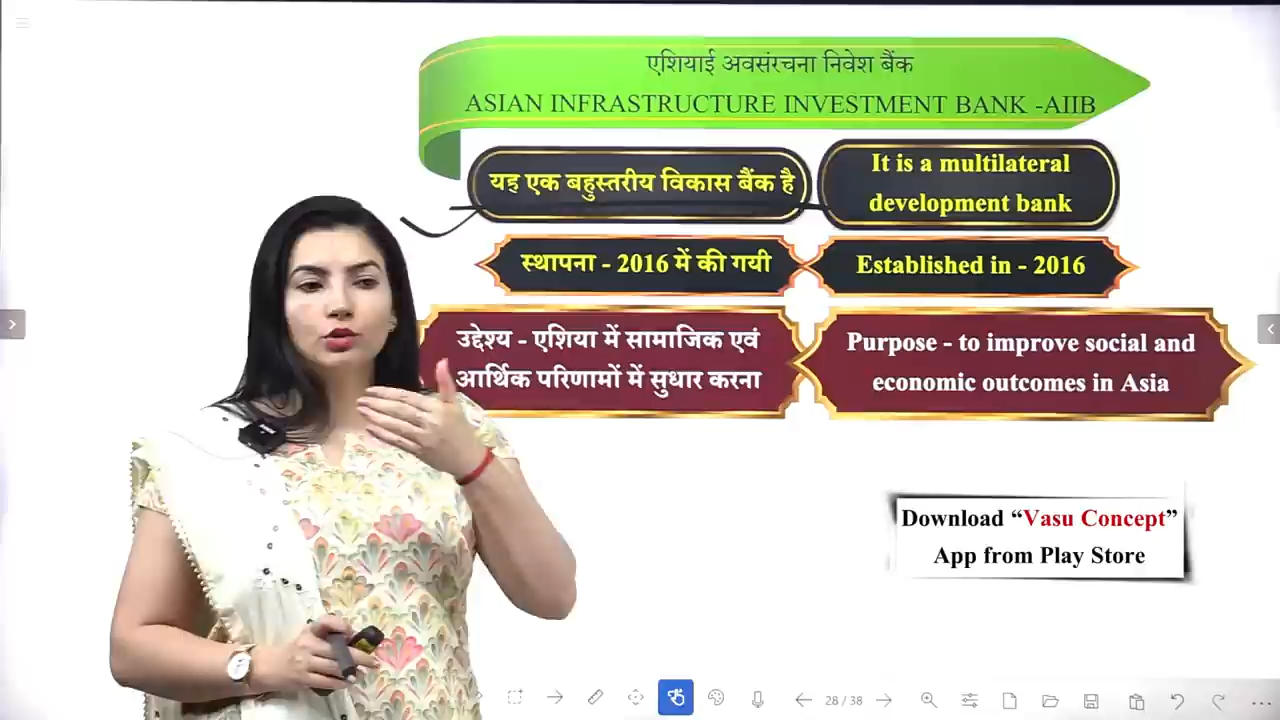 एशियाई अवसंरचना निवेश बैंक
ASIAN INFRASTRUCTURE INVESTMENT BANK -AIIB
यह एक बहुस्तरीय विकास बैंक है
It is a multilateral
development bank
स्थापना - 2016 में की गयी
Established in - 2016
उद्देश्य - एशिया में सामाजिक एवं
आर्थिक परिणामों में सुधार करना
Purpose - to improve social and
economic outcomes in Asia
Download “Vasu Concept”
App from Play Store
28 / 38